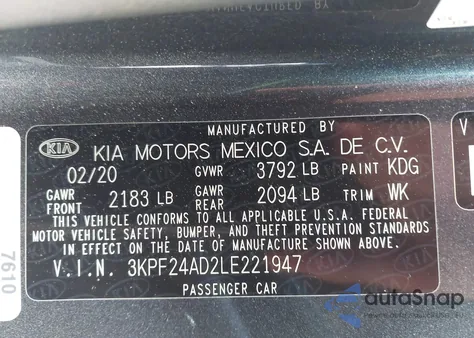 MANUFACTURED BY
KIA KIA MOTORS MEXICO S.A. DE C.V.
02/20 GVWR 3792 LB PAINT KDG
GAWR FRONT 2183 LB GAWR REAR 2094 LB TRIM WK
THIS VEHICLE CONFORMS TO ALL APPLICABLE U.S.A. FEDERAL
MOTOR VEHICLE SAFETY, BUMPER, AND THEFT PREVENTION STANDARDS
IN EFFECT ON THE DATE OF MANUFACTURE SHOWN ABOVE.
V.I.N. 3KPF24AD2LE221947
PASSENGER CAR
7610
V
autoSnap